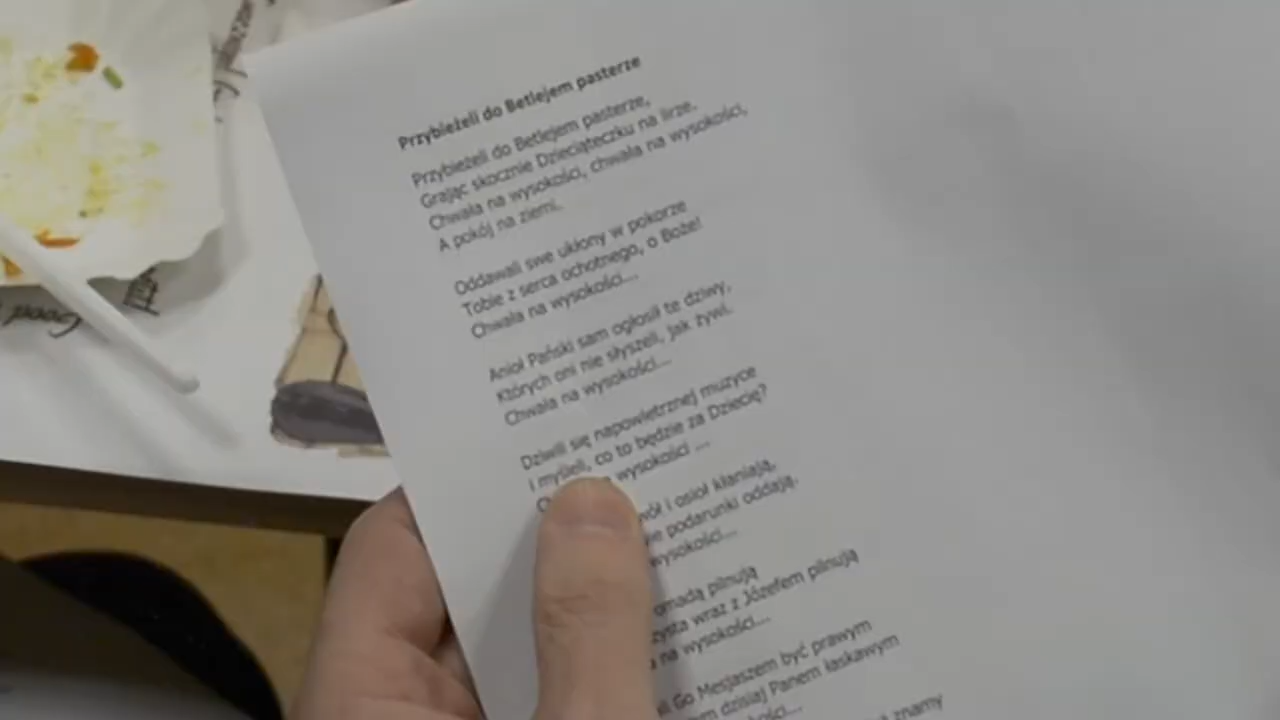 Przybieżeli do Betlejem pasterze
Przybieżeli do Betlejem pasterze,
Grając skocznie Dzieciąteczku na lirze.
Chwała na wysokości, chwała na wysokości,
A pokój na ziemi.
Oddawali swe ukłony w pokorze
Tobie z serca ochotnego, o Boże!
Chwała na wysokości...
Anioł Pański sam ogłosił te dziwy,
Których oni nie słyszeli, jak żywi.
Chwała na wysokości...
Dziwili się napowietrznej muzyce
I myśleli, co to będzie za Dziecię?
wysokości ...
wół i osioł kłaniają,
podarunki oddają.
wysokości...
pilnują
wraz z Józefem pilnują
na wysokości...
Go Mesjaszem być prawym
dzisiaj Panem łaskawym
znamy